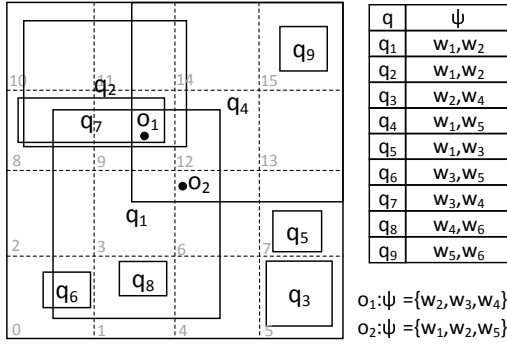 q₉
10 11 14 15
q₂
q₄
q₇ o₁
8 9 12 13
o₂
q₁
q₅
2 3 6 7
q₆ q₈ q₃
0 1 4 5
q ψ
q₁ w₁,w₂
q₂ w₁,w₂
q₃ w₂,w₄
q₄ w₁,w₅
q₅ w₁,w₃
q₆ w₃,w₅
q₇ w₃,w₄
q₈ w₄,w₆
q₉ w₅,w₆
o₁:ψ ={w₂,w₃,w₄}
o₂:ψ ={w₁,w₂,w₅}